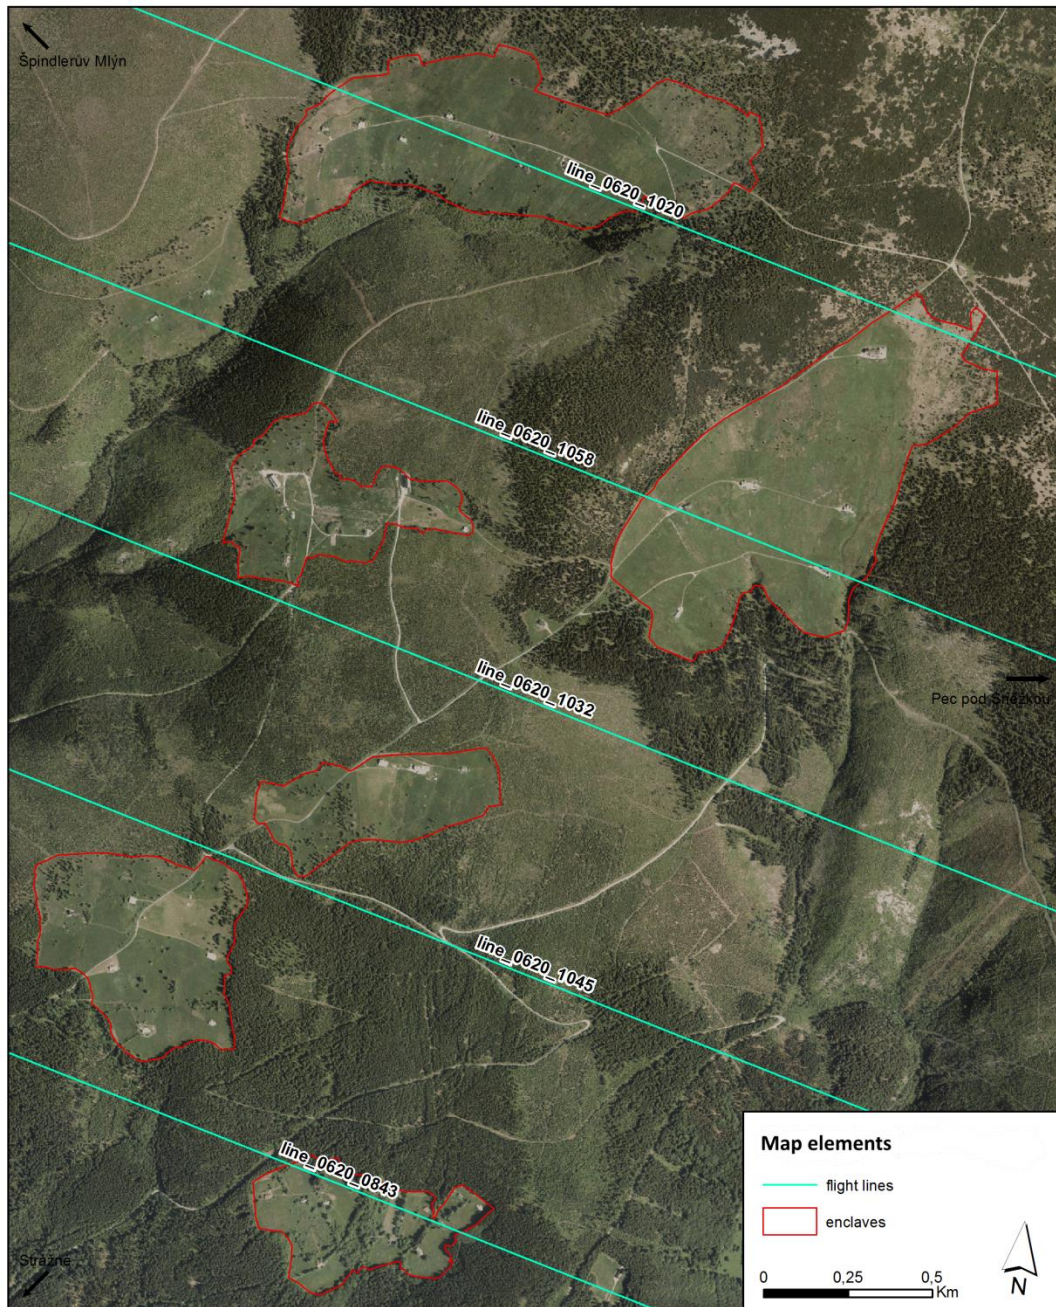 Špindlerův Mlýn
line_0620_1020
line_0620_1058
line_0620_1032
Pec pod Sněžkou
line_0620_1045
line_0620_0843
Strážné
Map elements
flight lines
enclaves
0 0,25 0,5
Km
N